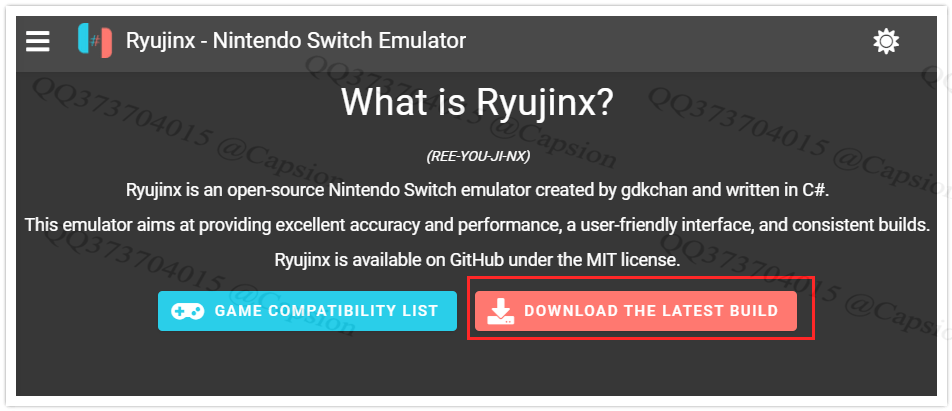 Ryujinx - Nintendo Switch Emulator
What is Ryujinx?
(REE-YOU-JI-NX)
Ryujinx is an open-source Nintendo Switch emulator created by gdkchan and written in C#.
This emulator aims at providing excellent accuracy and performance, a user-friendly interface, and consistent builds.
Ryujinx is available on GitHub under the MIT license.
GAME COMPATIBILITY LIST
DOWNLOAD THE LATEST BUILD
QQ373704015 @Capsion
QQ373704015 @Capsion
QQ373704015 @Capsion
QQ373704015 @Capsion
QQ373704015 @Capsion